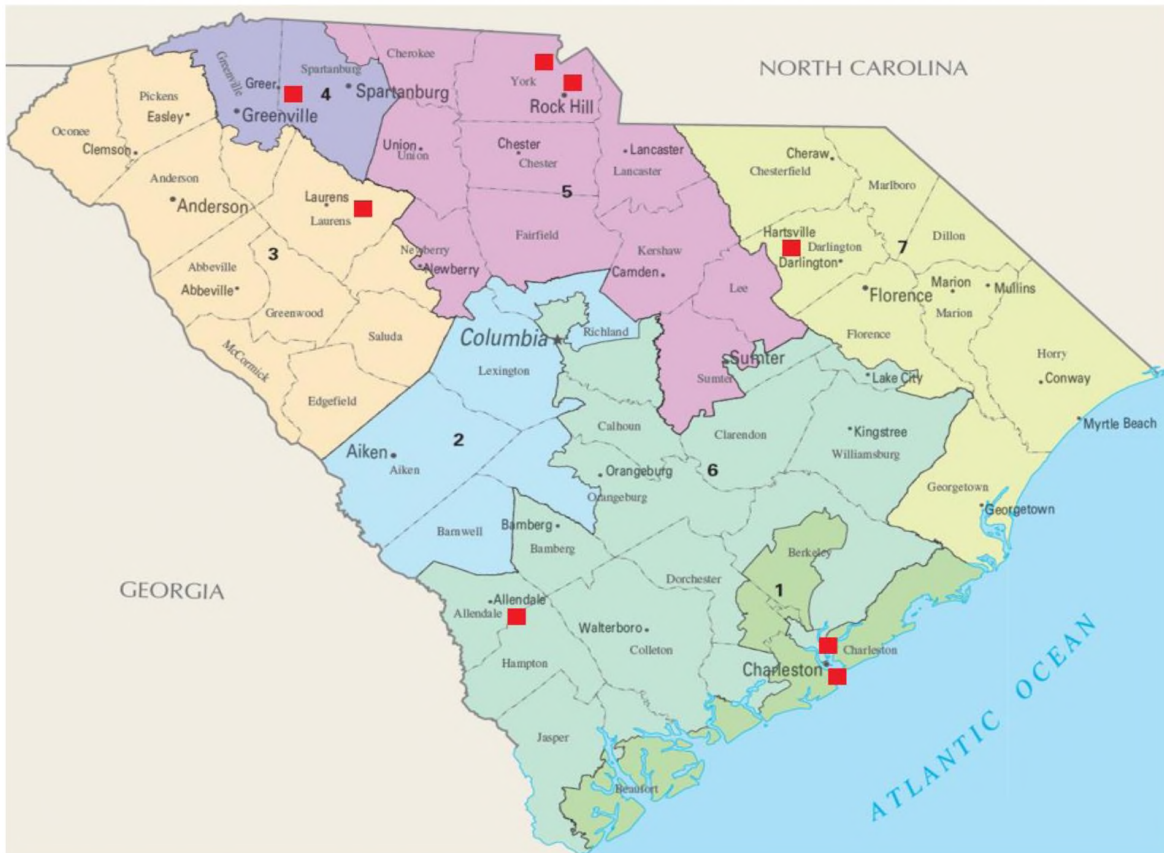 NORTH CAROLINA
GEORGIA
ATLANTIC OCEAN
Cherokee
York
Rock Hill
Greenville
Spartanburg
Greer
Spartanburg
4
Greenville
Pickens
Easley
Oconee
Clemson
Anderson
Anderson
Union
Union
Chester
Chester
Lancaster
Lancaster
5
Cheraw
Chesterfield
Marlboro
Laurens
Laurens
Fairfield
Kershaw
Camden
Newberry
Newberry
3
Abbeville
Abbeville
Greenwood
Saluda
McCormick
Edgefield
Hartsville
Darlington
Darlington
7
Dillon
Lee
Florence
Florence
Marion
Marion
Mullins
Horry
Conway
Myrtle Beach
Columbia
Richland
Lexington
Sumter
Sumter
Lake City
Calhoun
Clarendon
Kingstree
Williamsburg
Aiken
Aiken
2
6
Orangeburg
Orangeburg
Georgetown
Georgetown
Barnwell
Bamberg
Bamberg
Berkeley
Dorchester
1
Allendale
Allendale
Walterboro
Colleton
Hampton
Charleston
Charleston
Jasper
Beaufort